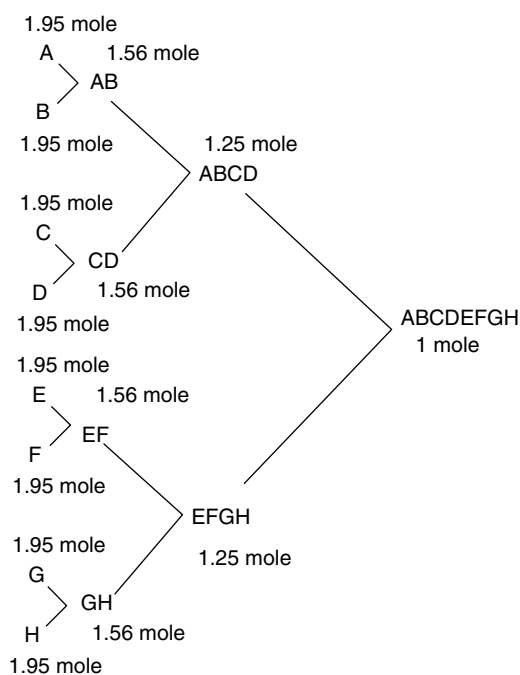 1.95 mole
A
1.56 mole
AB
B
1.95 mole
1.25 mole
ABCD
1.95 mole
C
CD
D
1.56 mole
1.95 mole
ABCDEFGH
1 mole
1.95 mole
E
1.56 mole
EF
F
1.95 mole
EFGH
1.25 mole
1.95 mole
G
GH
H
1.56 mole
1.95 mole